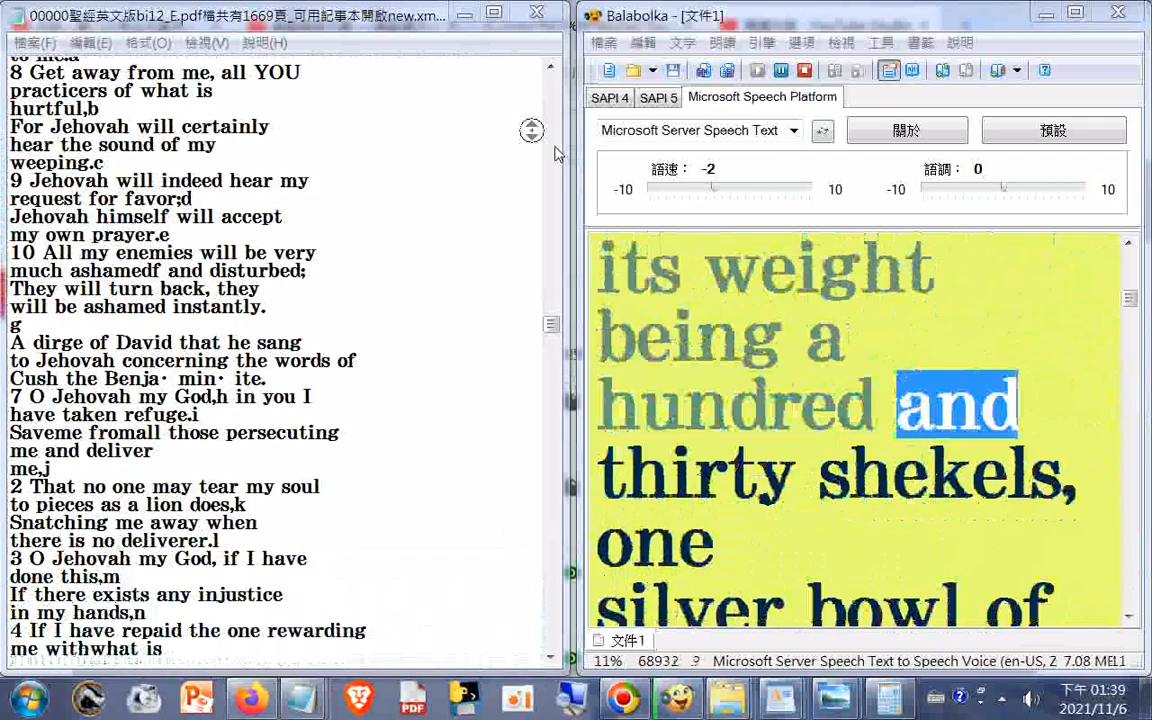 00000聖經英文版bi12_E.pdf檔共有1669頁_可用記事本開啟new.xm...
檔案(F) 編輯(E) 格式(O) 檢視(V) 說明(H)
to me.a
8 Get away from me, all YOU
practicers of what is
hurtful,b
For Jehovah will certainly
hear the sound of my
weeping.c
9 Jehovah will indeed hear my
request for favor;d
Jehovah himself will accept
my own prayer.e
10 All my enemies will be very
much ashamedf and disturbed;
They will turn back, they
will be ashamed instantly.
g
A dirge of David that he sang
to Jehovah concerning the words of
Cush the Benja· min· ite.
7 O Jehovah my God,h in you I
have taken refuge.i
Saveme fromall those persecuting
me and deliver
me,j
2 That no one may tear my soul
to pieces as a lion does,k
Snatching me away when
there is no deliverer.l
3 O Jehovah my God, if I have
done this,m
If there exists any injustice
in my hands,n
4 If I have repaid the one rewarding
me withwhat is
Balabolka - [文件1]
檔案 編輯 文字 朗讀 引擎 選項 檢視 工具 書籤 說明
SAPI 4 SAPI 5 Microsoft Speech Platform
Microsoft Server Speech Text 關於 預設
語速： -2 語調： 0
-10 10 -10 10
its weight
being a
hundred and
thirty shekels,
one
silver bowl of
文件1
11% 68932 .? Microsoft Server Speech Text to Speech Voice (en-US, 2 7.08 ME11
PDF
下午 01:39
2021/11/6